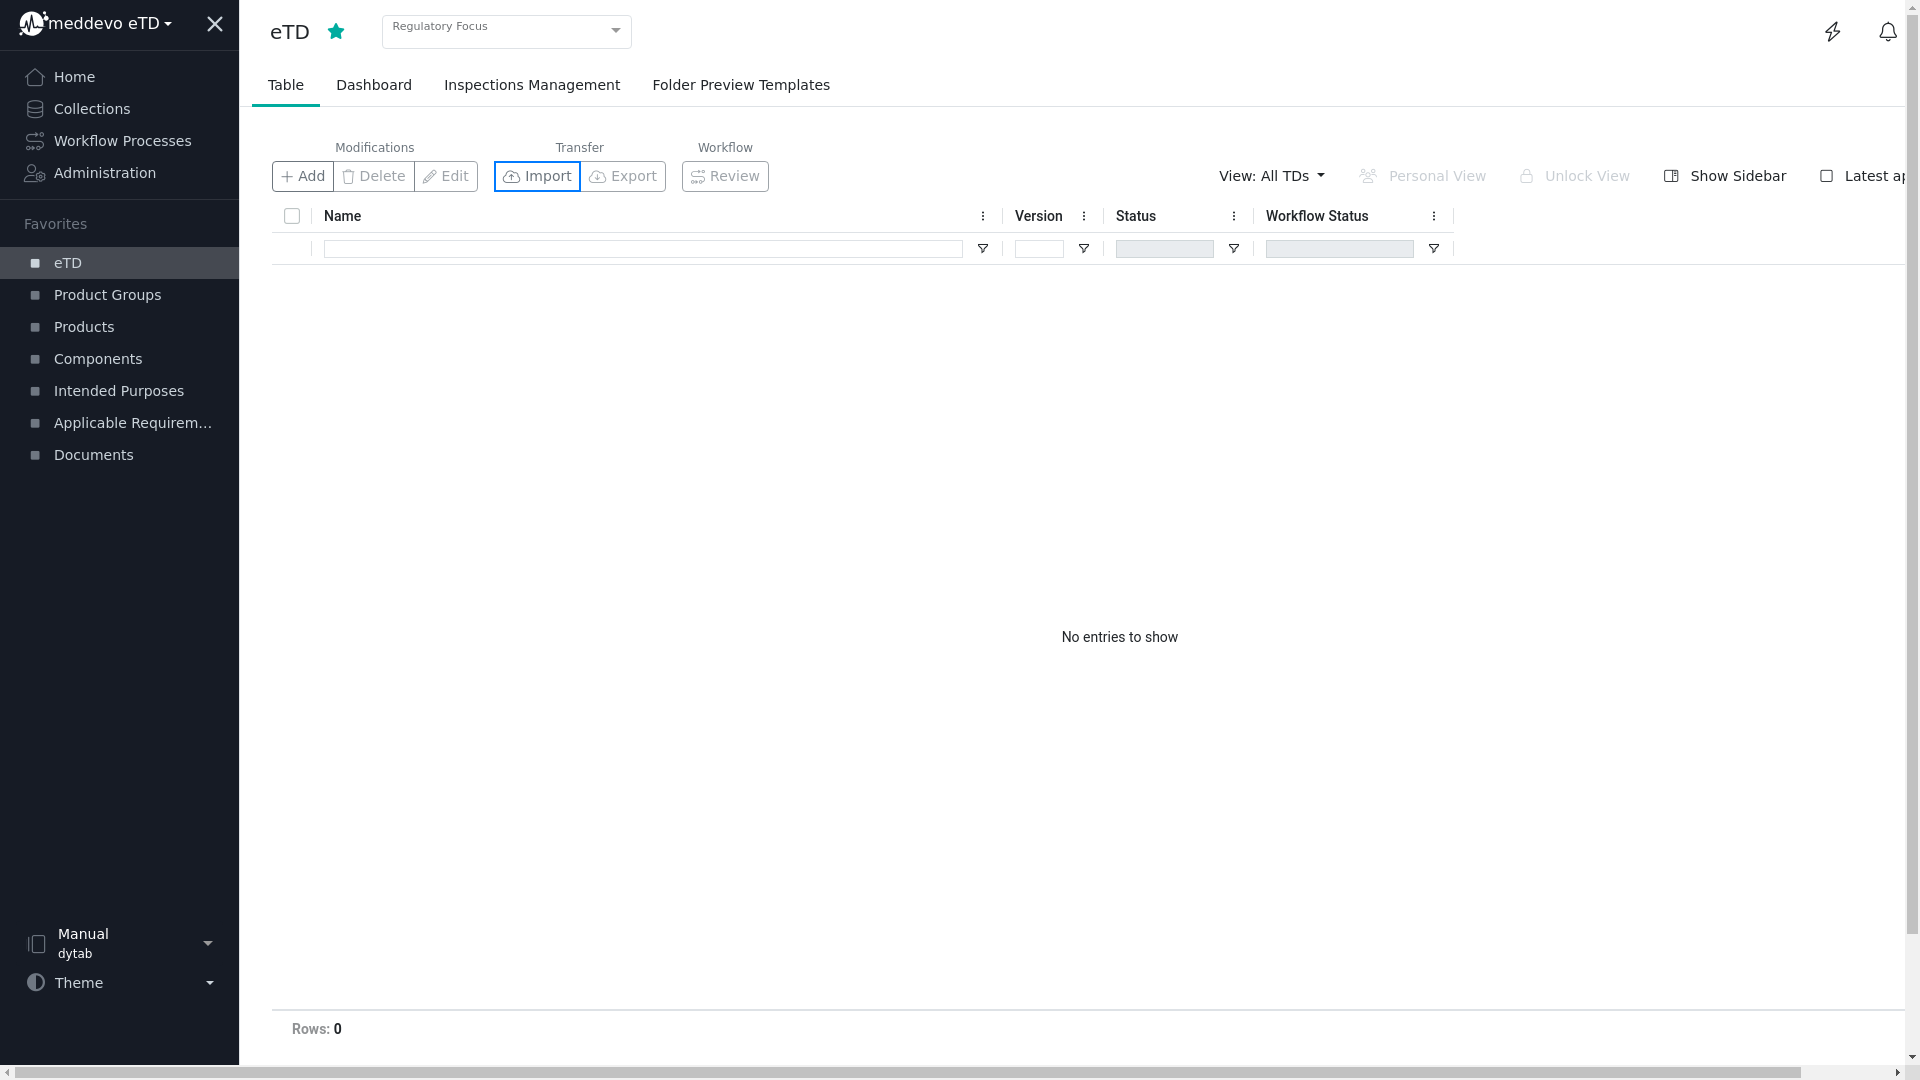 meddevo eTD
Home
Collections
Workflow Processes
Administration
Favorites
eTD
Product Groups
Products
Components
Intended Purposes
Applicable Requirem...
Documents
Manual
dytab
Theme
eTD
Regulatory Focus
Table
Dashboard
Inspections Management
Folder Preview Templates
Modifications
Transfer
Workflow
Add
Delete
Edit
Import
Export
Review
View: All TDs
Personal View
Unlock View
Show Sidebar
Latest ap
Name
Version
Status
Workflow Status
No entries to show
Rows: 0